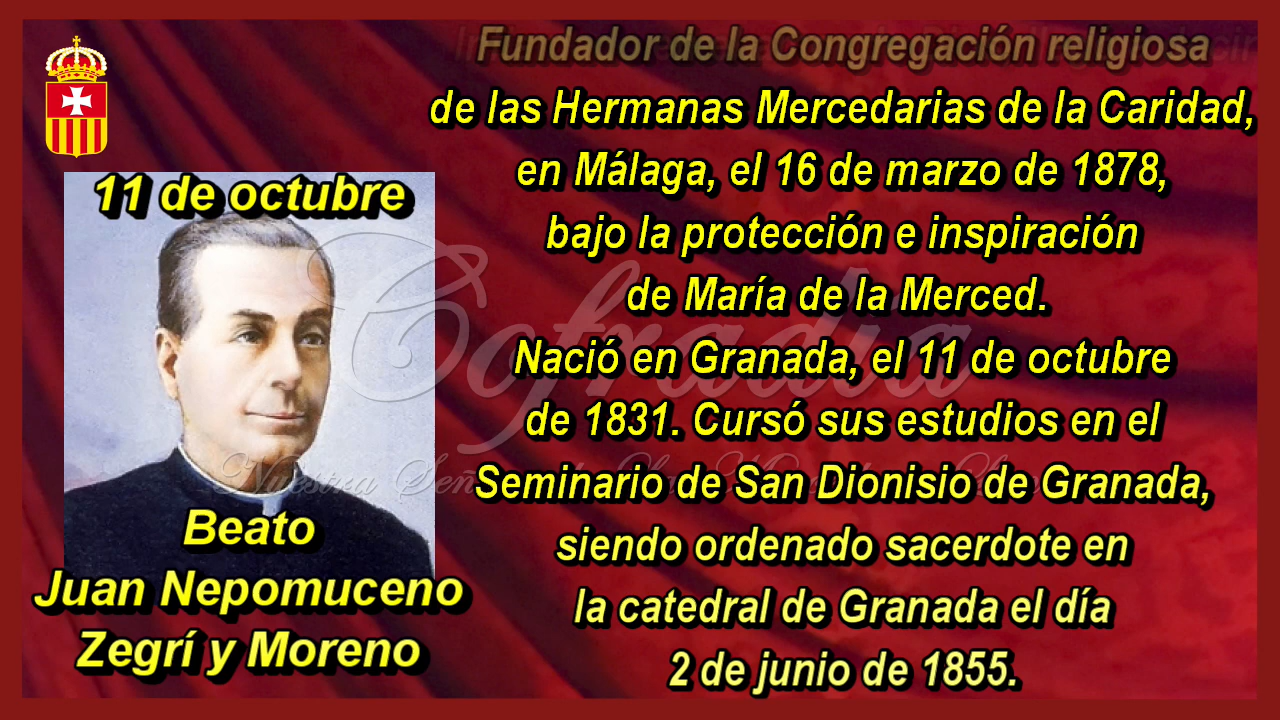 11 de octubre
Beato
Juan Nepomuceno
Zegrí y Moreno
Fundador de la Congregación religiosa
de las Hermanas Mercedarias de la Caridad,
en Málaga, el 16 de marzo de 1878,
bajo la protección e inspiración
de María de la Merced.
Nació en Granada, el 11 de octubre
de 1831. Cursó sus estudios en el
Seminario de San Dionisio de Granada,
siendo ordenado sacerdote en
la catedral de Granada el día
2 de junio de 1855.
Cofradía
Nuestra